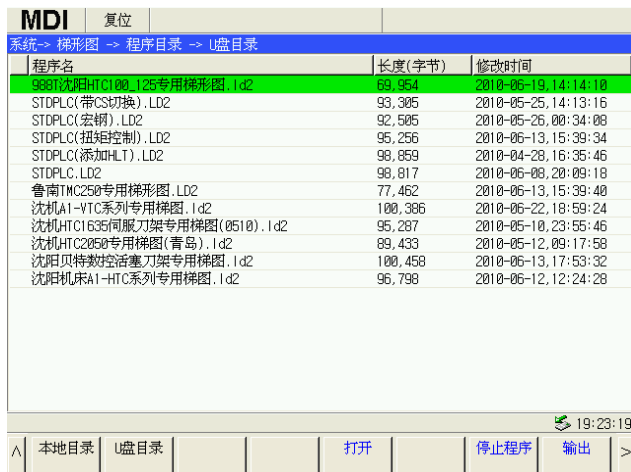 MDI 复位
系统-> 梯形图 -> 程序目录 -> U盘目录
程序名 长度(字节) 修改时间
988T沈阳HTC100_125专用梯形图.ld2 69,954 2010-06-19,14:14:10
STDPLC(带CS切换).LD2 93,305 2010-05-25,14:13:16
STDPLC(宏钢).LD2 92,505 2010-05-26,00:34:08
STDPLC(扭矩控制).LD2 95,256 2010-06-13,15:39:34
STDPLC(添加HLT).LD2 98,859 2010-04-28,16:35:46
STDPLC.LD2 98,817 2010-06-08,20:09:18
鲁南TMC250专用梯形图.LD2 77,462 2010-06-13,15:39:40
沈机A1-VTC系列专用梯图.ld2 100,386 2010-06-22,18:59:24
沈机HTC1635伺服刀架专用梯图(0510).ld2 95,287 2010-05-10,23:55:46
沈机HTC2050专用梯图(青岛).ld2 89,433 2010-05-12,09:17:58
沈阳贝特数控活塞刀架专用梯图.ld2 100,458 2010-06-13,17:53:32
沈阳机床A1-HTC系列专用梯图.ld2 96,798 2010-06-12,12:24:28
19:23:19
∧ 本地目录 U盘目录 打开 停止程序 输出 >